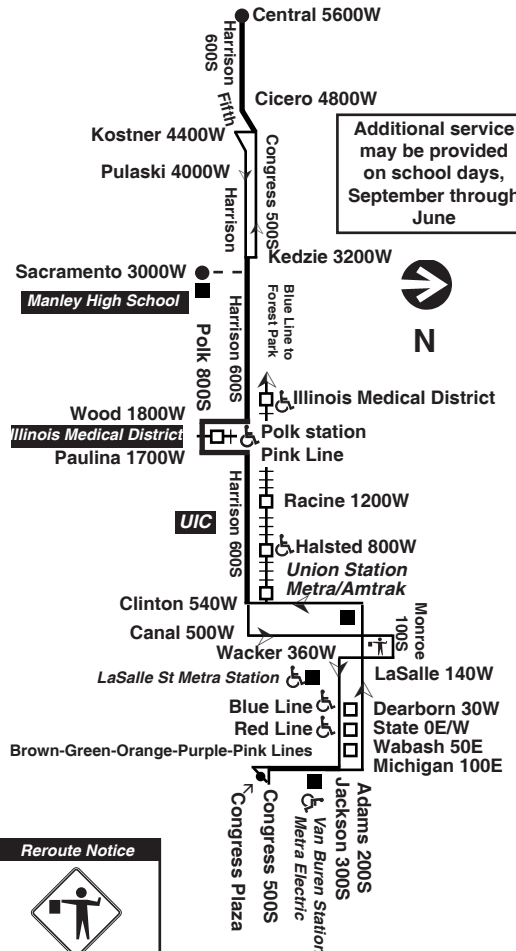 Central 5600W
Harrison
600S
Fifth
Cicero 4800W
Kostner 4400W
Additional service
may be provided
on school days,
September through
June
Pulaski 4000W
Harrison
Congress 500S
Kedzie 3200W
Sacramento 3000W
Manley High School
N
Blue Line to
Forest Park
Harrison 600S
Polk 800S
Illinois Medical District
Wood 1800W
Illinois Medical District
Polk station
Paulina 1700W
Pink Line
Harrison 600S
Racine 1200W
UIC
Halsted 800W
Union Station
Metra/Amtrak
Clinton 540W
Monroe
100S
Canal 500W
Wacker 360W
LaSalle 140W
LaSalle St Metra Station
Blue Line
Dearborn 30W
Red Line
State 0E/W
Brown-Green-Orange-Purple-Pink Lines
Wabash 50E
Michigan 100E
Adams 200S
Jackson 300S
Van Buren Station
Metra Electric
Congress 500S
Congress Plaza
Reroute Notice